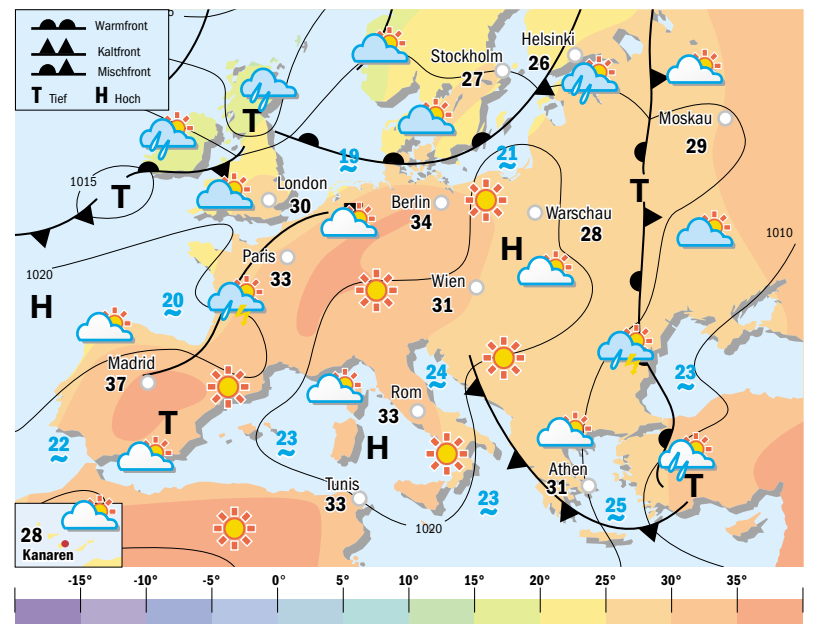 Warmfront
Kaltfront
Mischfront
T Tief H Hoch
Helsinki
26
Stockholm
27
Moskau
29
T
19
21
1015
T
London
30
Berlin
34
Warschau
28
T
H
1010
Paris
33
1020
H
20
Wien
31
Madrid
37
24
23
Rom
33
T
H
22
23
Athen
31
Tunis
33
23
25
T
1020
28
Kanaren
-15° -10° -5° 0° 5° 10° 15° 20° 25° 30° 35°